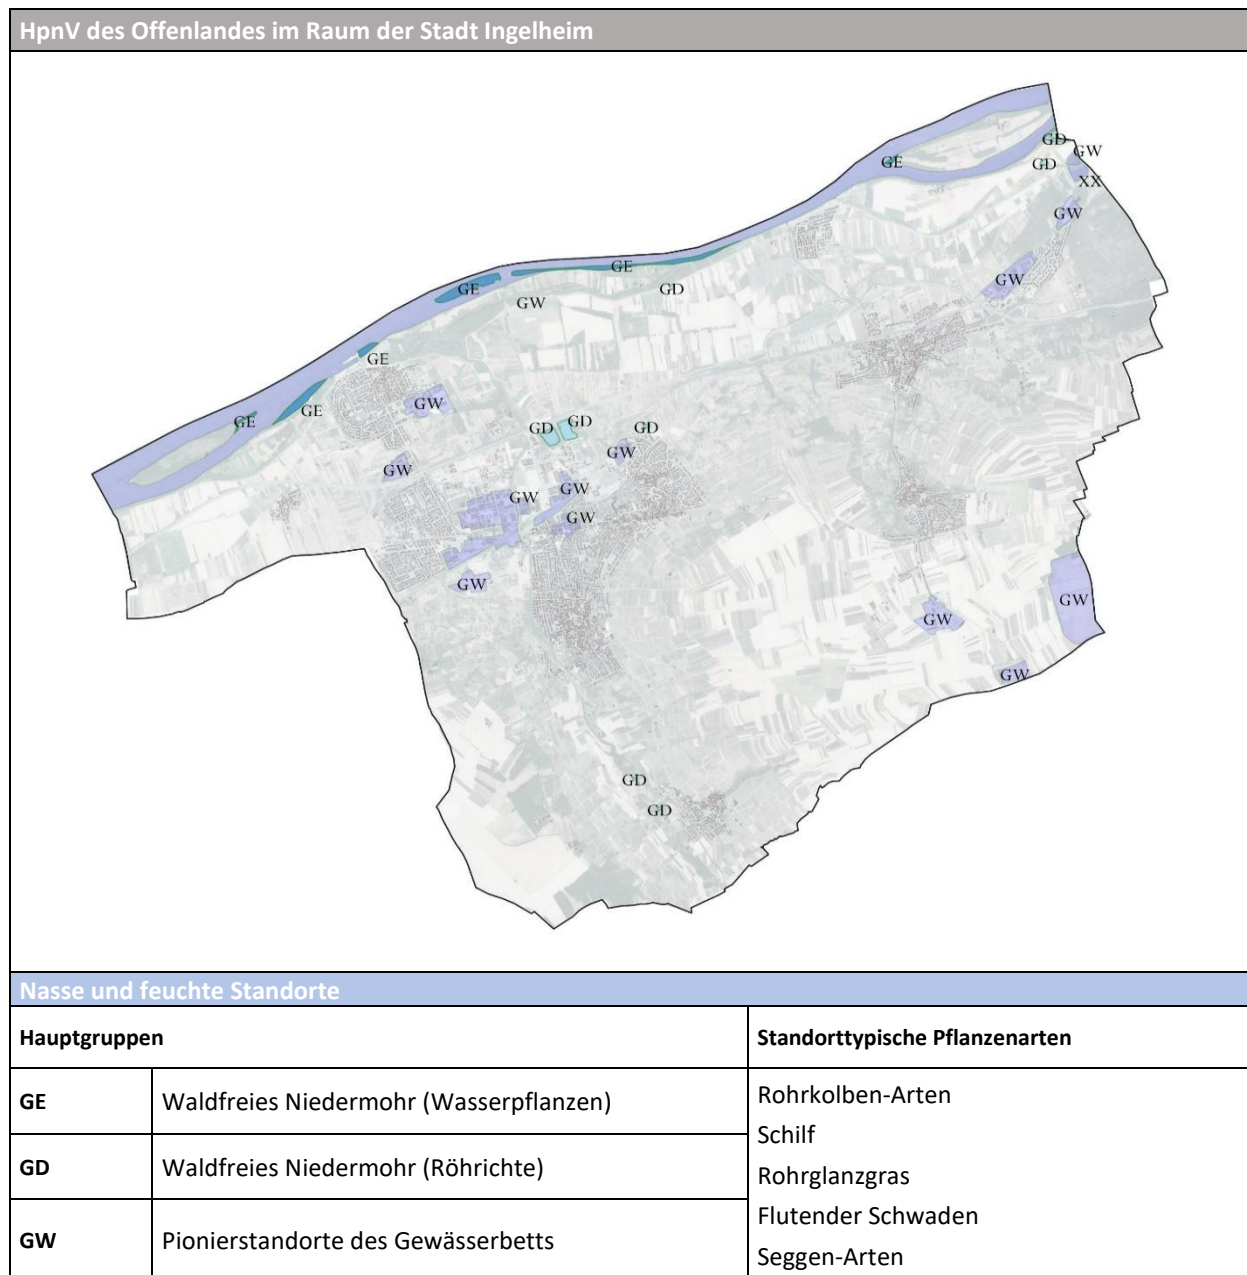 HpnV des Offenlandes im Raum der Stadt Ingelheim
GD
GW
GE
GD
XX
GW
GE
GW
GE
GD
GW
GE
GW
GE
GE
GD
GD
GD
GW
GW
GW
GW
GW
GW
GW
GW
GW
GD
GD
Nasse und feuchte Standorte
Hauptgruppen
Standorttypische Pflanzenarten
GE Waldfreies Niedermohr (Wasserpflanzen)
GD Waldfreies Niedermohr (Röhrichte)
GW Pionierstandorte des Gewässerbetts
Rohrkolben-Arten
Schilf
Rohrglanzgras
Flutender Schwaden
Seggen-Arten